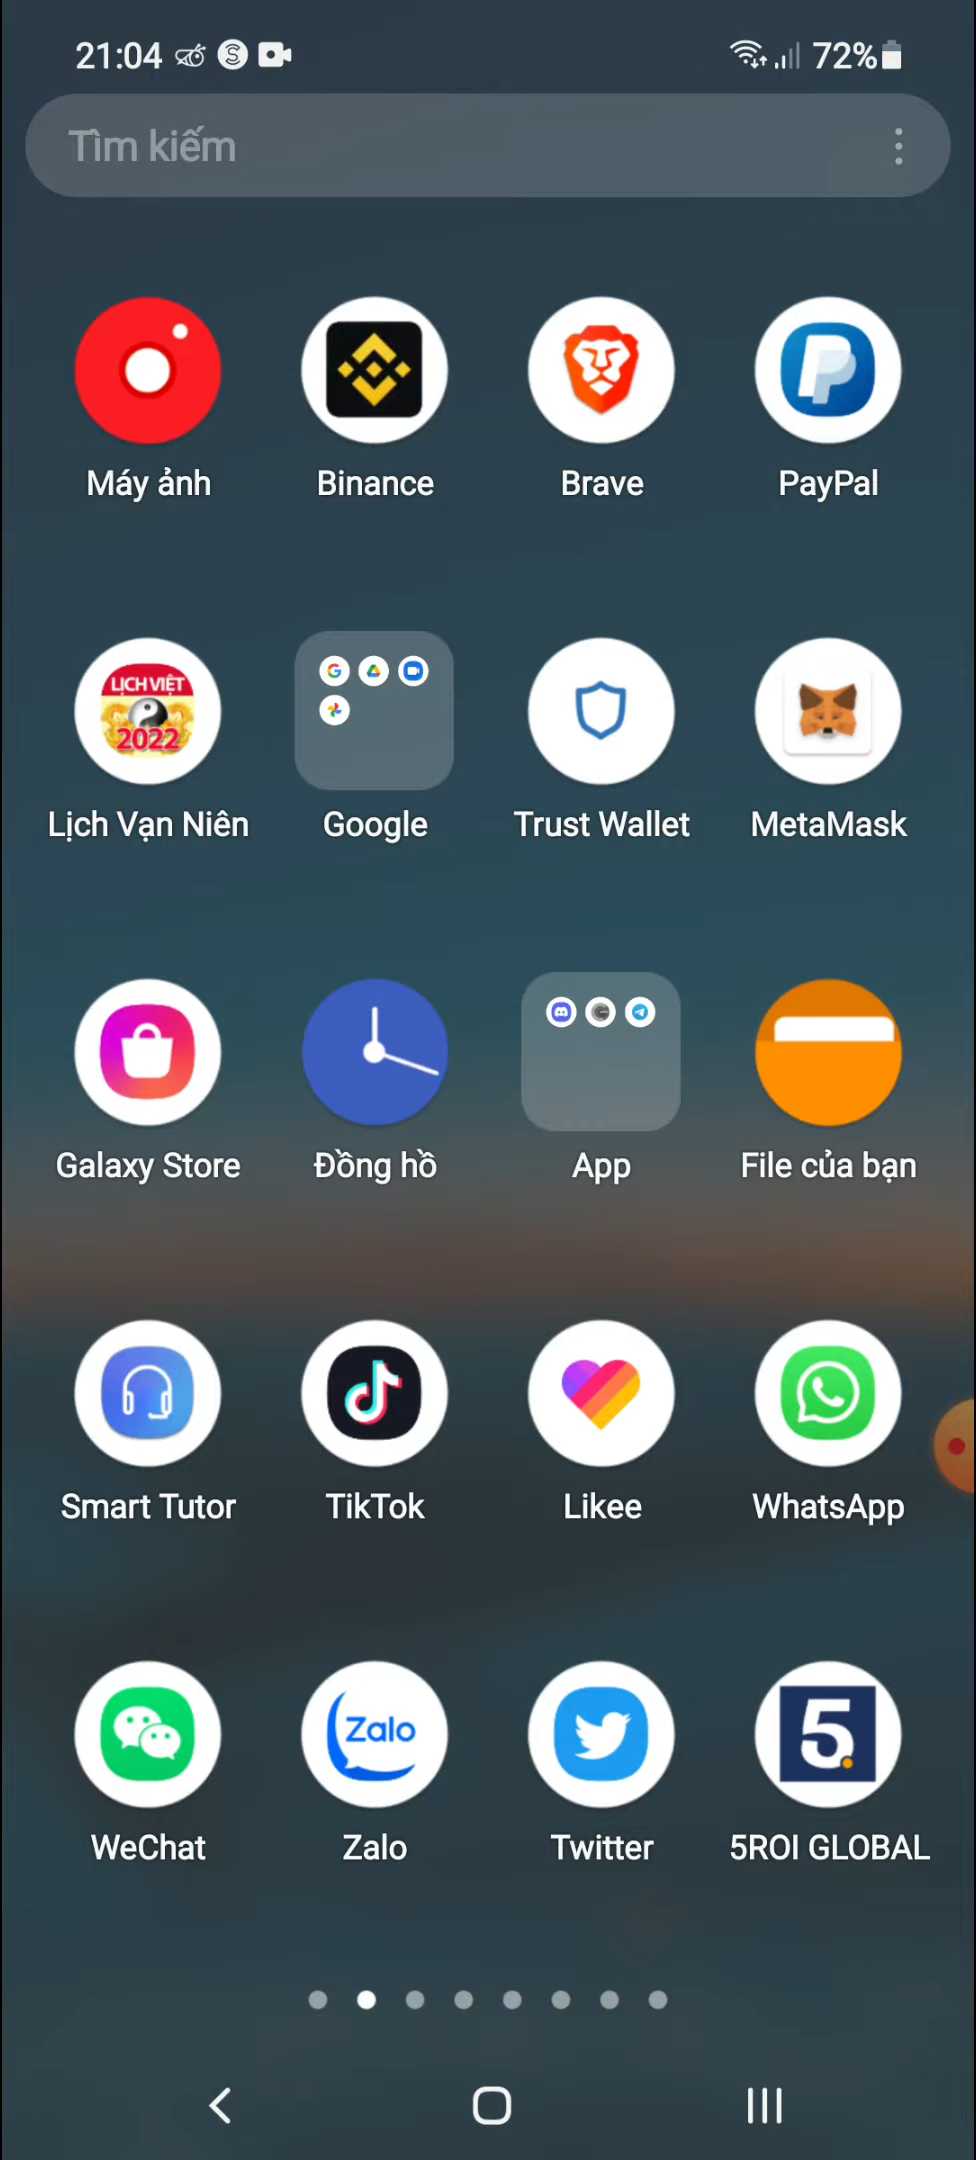 21:04 72%
Tìm kiếm
Máy ảnh Binance Brave PayPal
LỊCH VIỆT
2022
Lịch Vạn Niên Google Trust Wallet MetaMask
Galaxy Store Đồng hồ App File của bạn
Smart Tutor TikTok Likee WhatsApp
Zalo 5
WeChat Zalo Twitter 5ROI GLOBAL